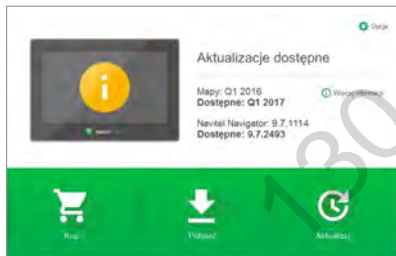 Opcje
Aktualizacje dostępne
Mapy: Q1 2016
Dostępne: Q1 2017
Więcej informacji
Navitel Navigator: 9.7.1114
Dostępne: 9.7.2493
Kup
Pobierz
Aktualizuj
130